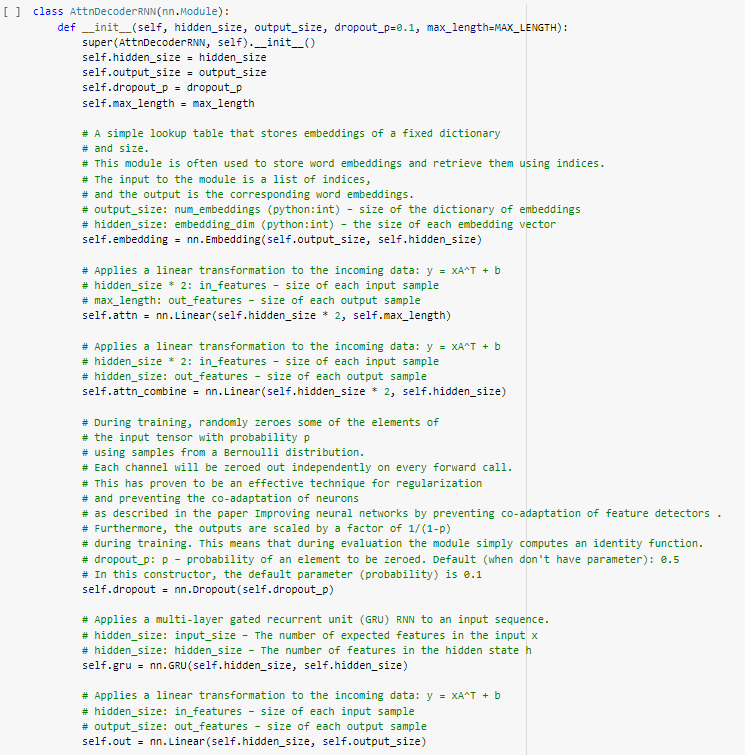 [ ] class AttnDecoderRNN(nn.Module):
def __init__(self, hidden_size, output_size, dropout_p=0.1, max_length=MAX_LENGTH):
super(AttnDecoderRNN, self).__init__()
self.hidden_size = hidden_size
self.output_size = output_size
self.dropout_p = dropout_p
self.max_length = max_length
# A simple lookup table that stores embeddings of a fixed dictionary
# and size.
# This module is often used to store word embeddings and retrieve them using indices.
# The input to the module is a list of indices,
# and the output is the corresponding word embeddings.
# output_size: num_embeddings (python:int) – size of the dictionary of embeddings
# hidden_size: embedding_dim (python:int) – the size of each embedding vector
self.embedding = nn.Embedding(self.output_size, self.hidden_size)
# Applies a linear transformation to the incoming data: y = xA^T + b
# hidden_size * 2: in_features – size of each input sample
# max_length: out_features – size of each output sample
self.attn = nn.Linear(self.hidden_size * 2, self.max_length)
# Applies a linear transformation to the incoming data: y = xA^T + b
# hidden_size * 2: in_features – size of each input sample
# hidden_size: out_features – size of each output sample
self.attn_combine = nn.Linear(self.hidden_size * 2, self.hidden_size)
# During training, randomly zeroes some of the elements of
# the input tensor with probability p
# using samples from a Bernoulli distribution.
# Each channel will be zeroed out independently on every forward call.
# This has proven to be an effective technique for regularization
# and preventing the co-adaptation of neurons
# as described in the paper Improving neural networks by preventing co-adaptation of feature detectors .
# Furthermore, the outputs are scaled by a factor of 1/(1-p)
# during training. This means that during evaluation the module simply computes an identity function.
# dropout_p: p – probability of an element to be zeroed. Default (when don't have parameter): 0.5
# In this constructor, the default parameter (probability) is 0.1
self.dropout = nn.Dropout(self.dropout_p)
# Applies a multi-layer gated recurrent unit (GRU) RNN to an input sequence.
# hidden_size: input_size – The number of expected features in the input x
# hidden_size: hidden_size – The number of features in the hidden state h
self.gru = nn.GRU(self.hidden_size, self.hidden_size)
# Applies a linear transformation to the incoming data: y = xA^T + b
# hidden_size: in_features – size of each input sample
# output_size: out_features – size of each output sample
self.out = nn.Linear(self.hidden_size, self.output_size)